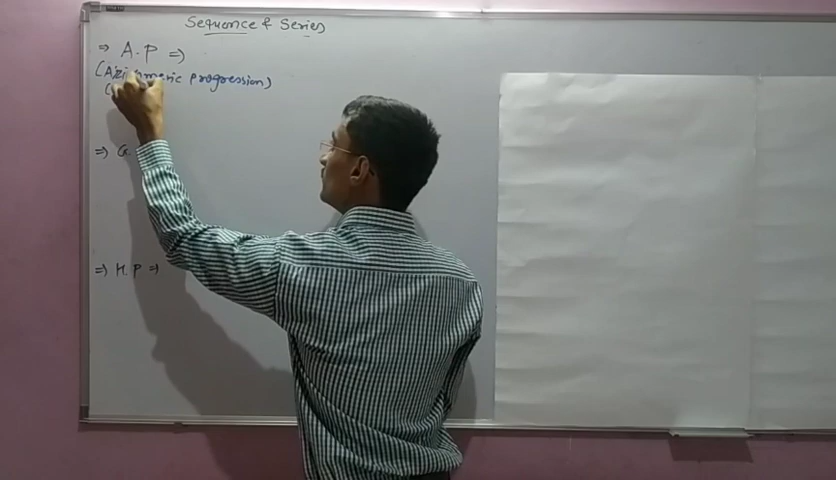 Sequence & Series
⇒ A.P ⇒
progression)
(
⇒ G
⇒ H.P ⇒